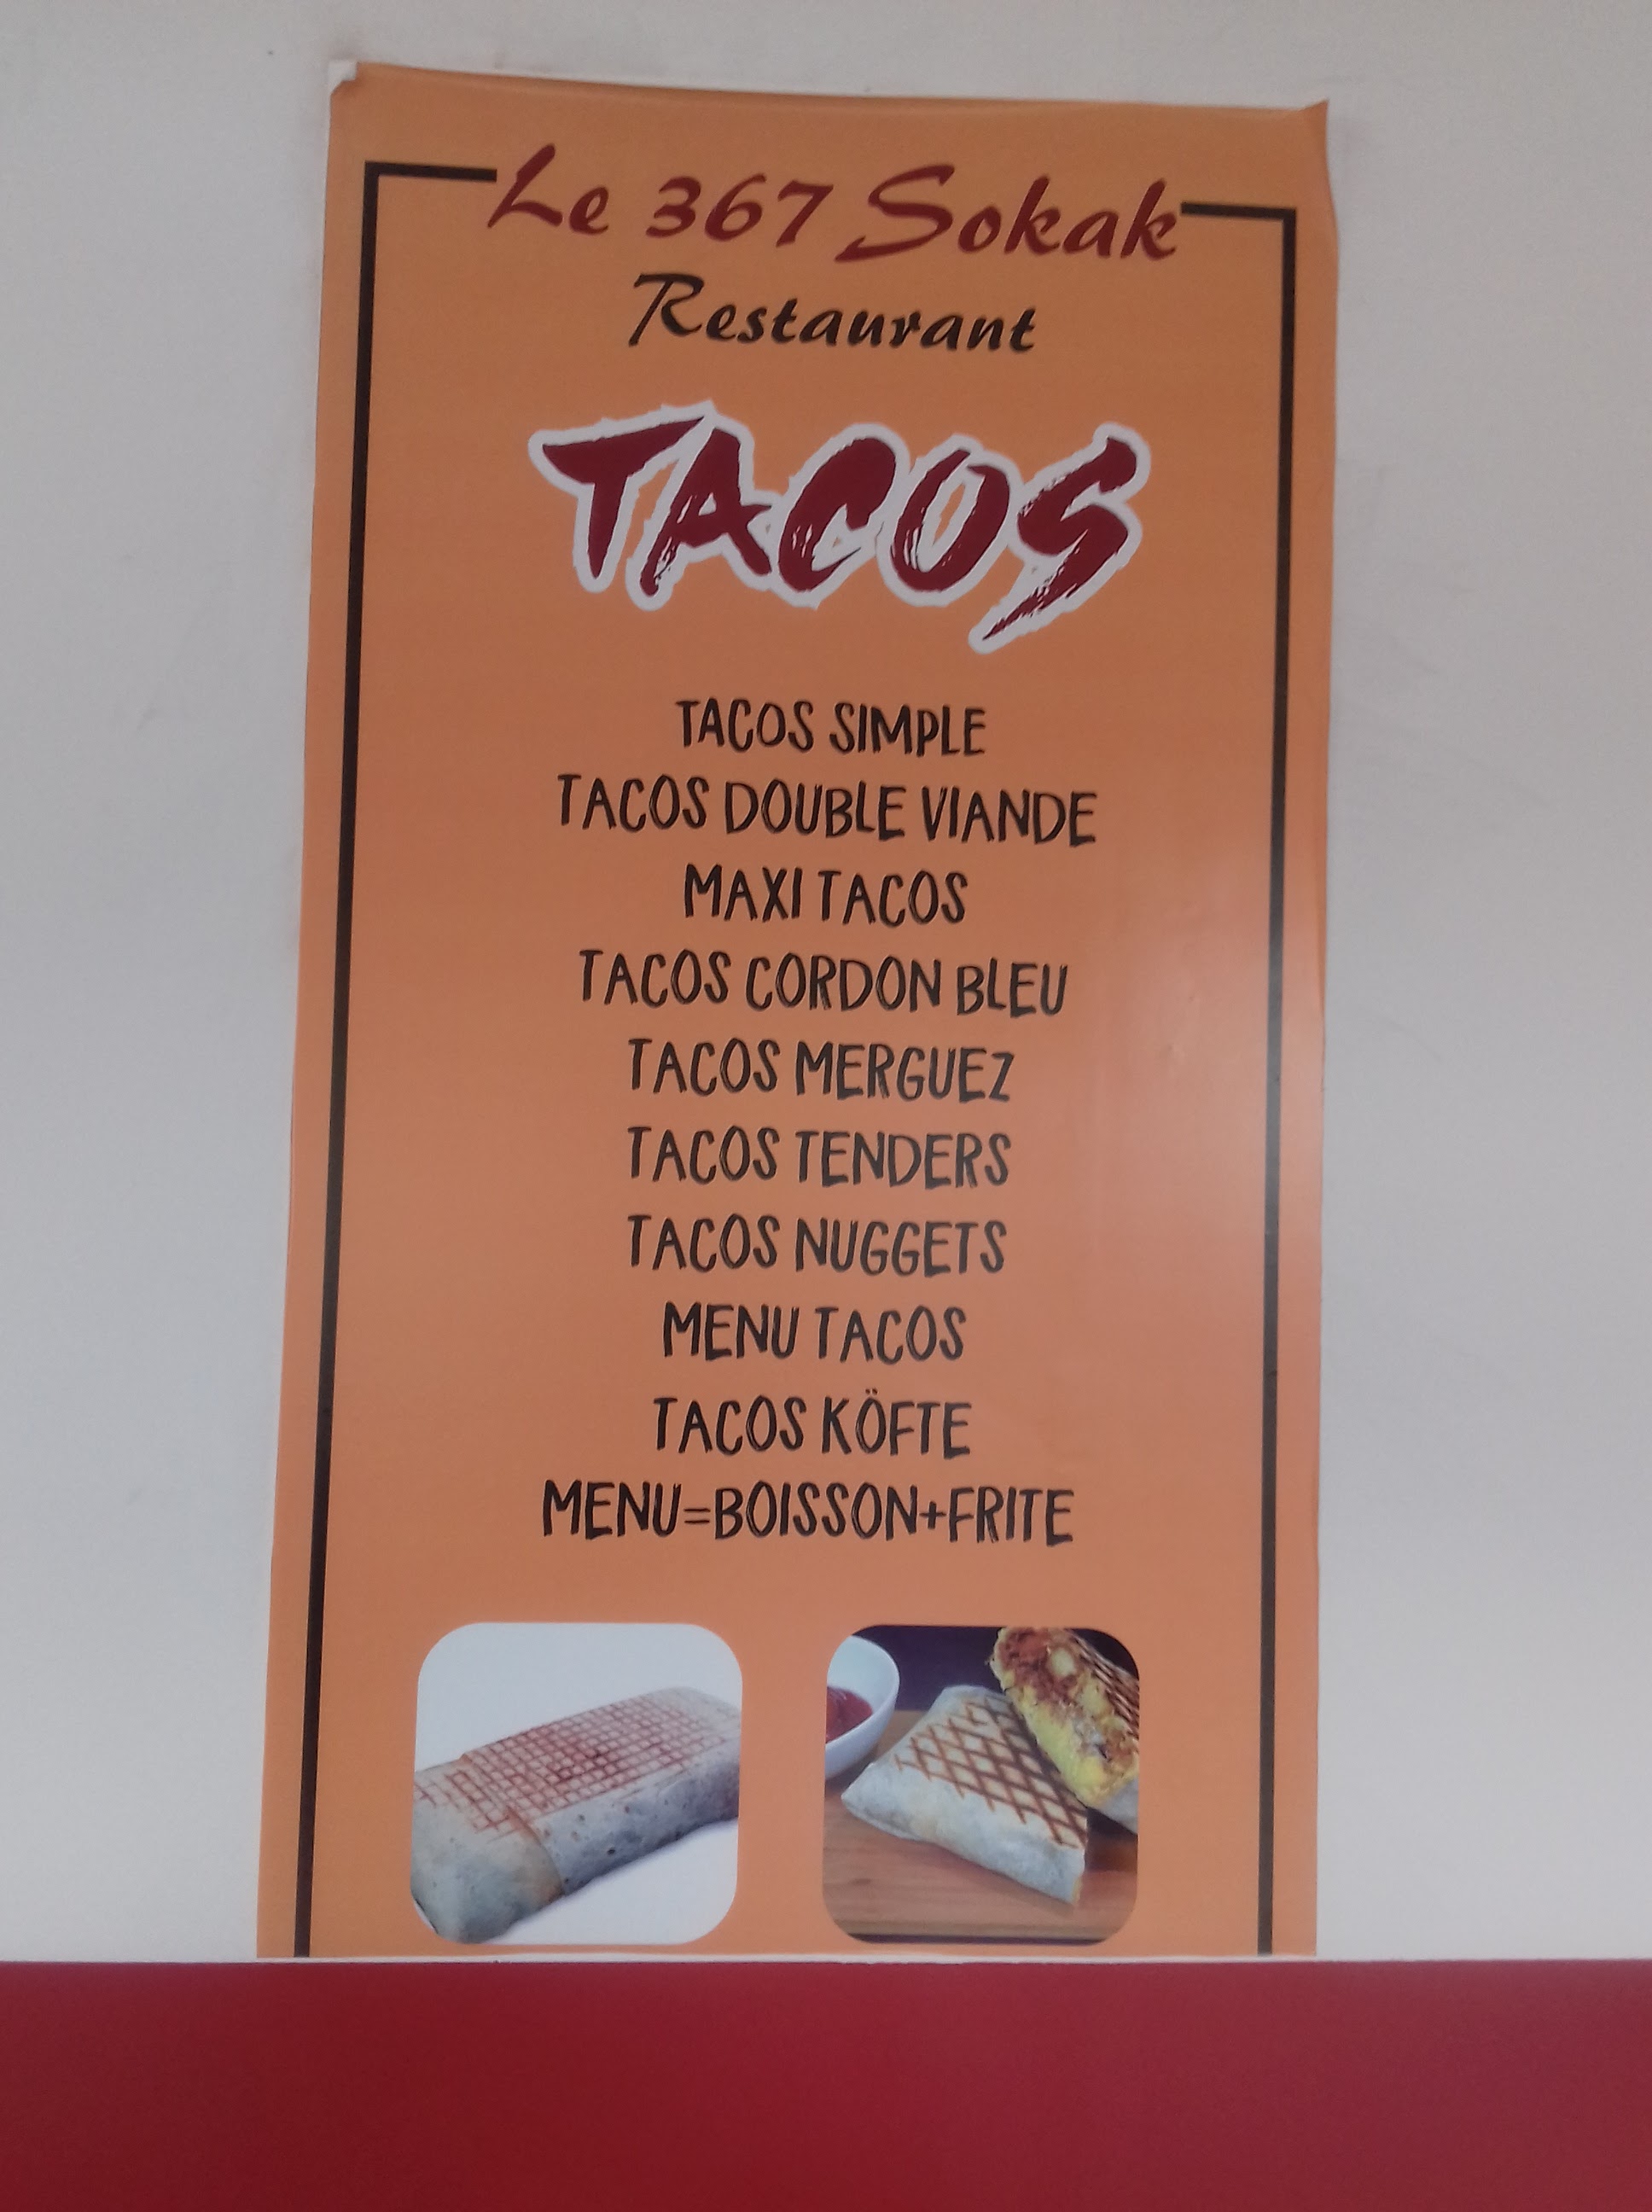 Le 367 Sokak
Restaurant
TACOS
TACOS SIMPLE
TACOS DOUBLE VIANDE
MAXI TACOS
TACOS CORDON BLEU
TACOS MERGUEZ
TACOS TENDERS
TACOS NUGGETS
MENU TACOS
TACOS KÖFTE
MENU=BOISSON+FRITE